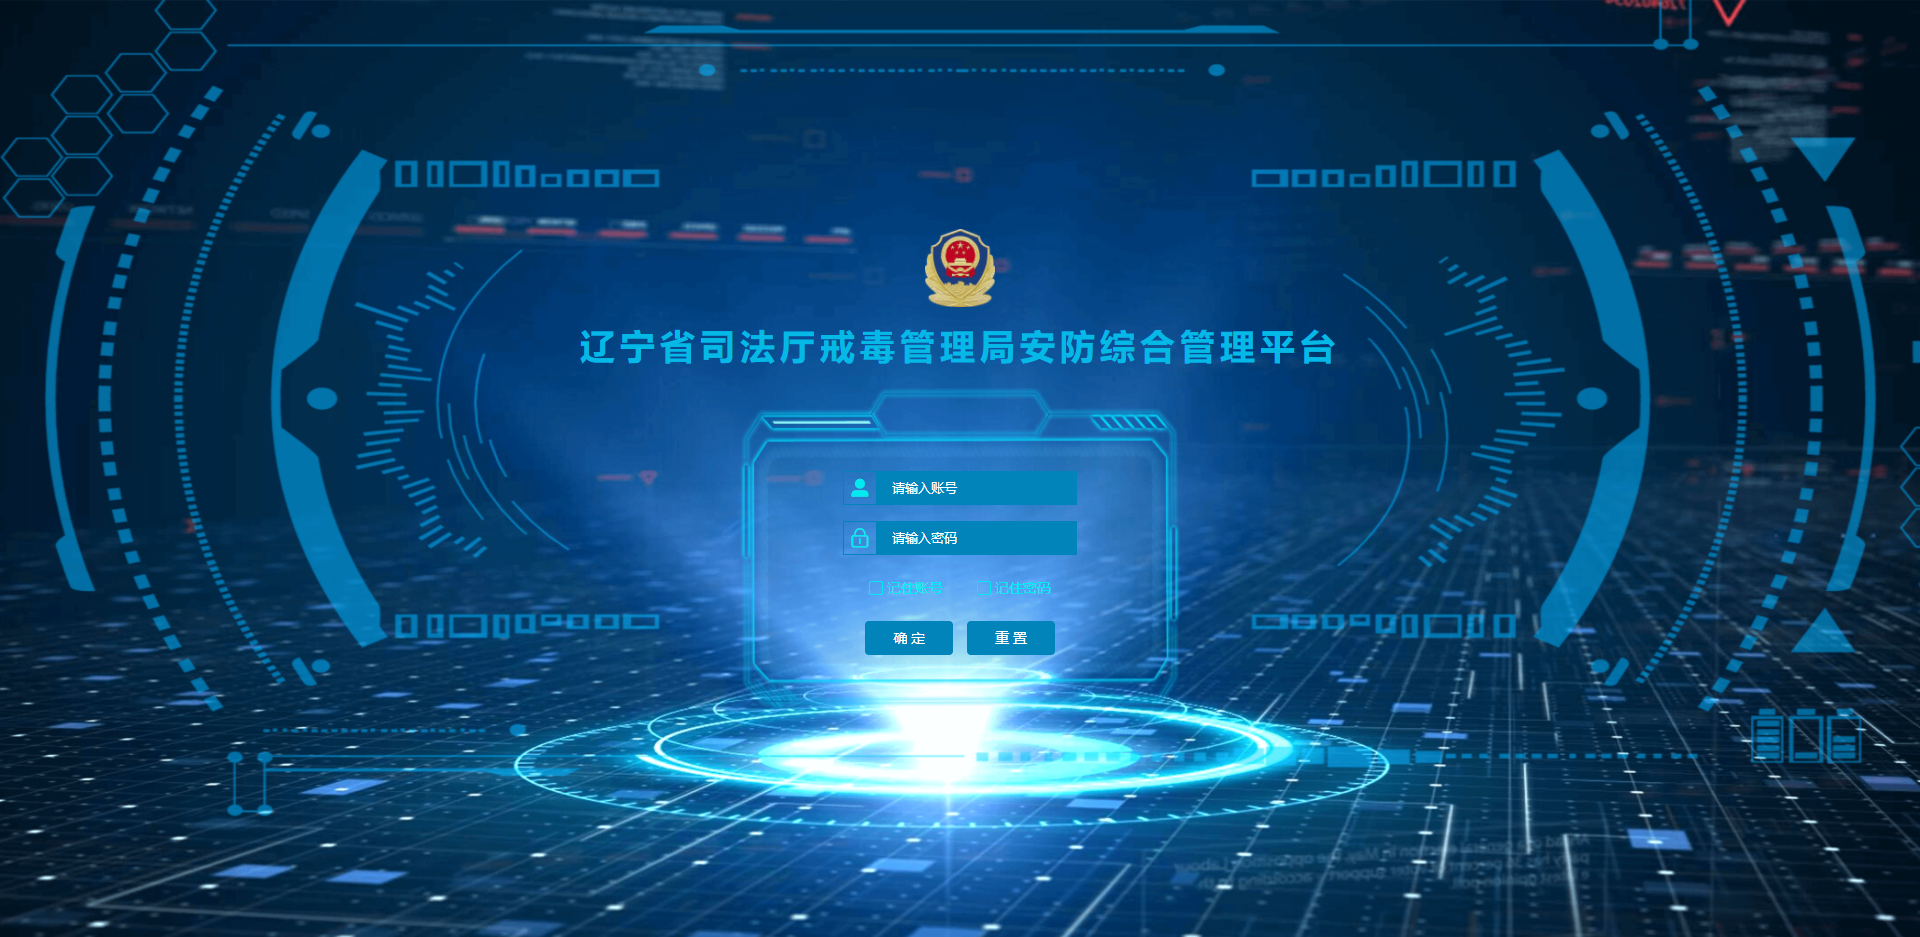 辽宁省司法厅戒毒管理局安防综合管理平台
请输入账号
请输入密码
记住账号 记住密码
确 定 重 置